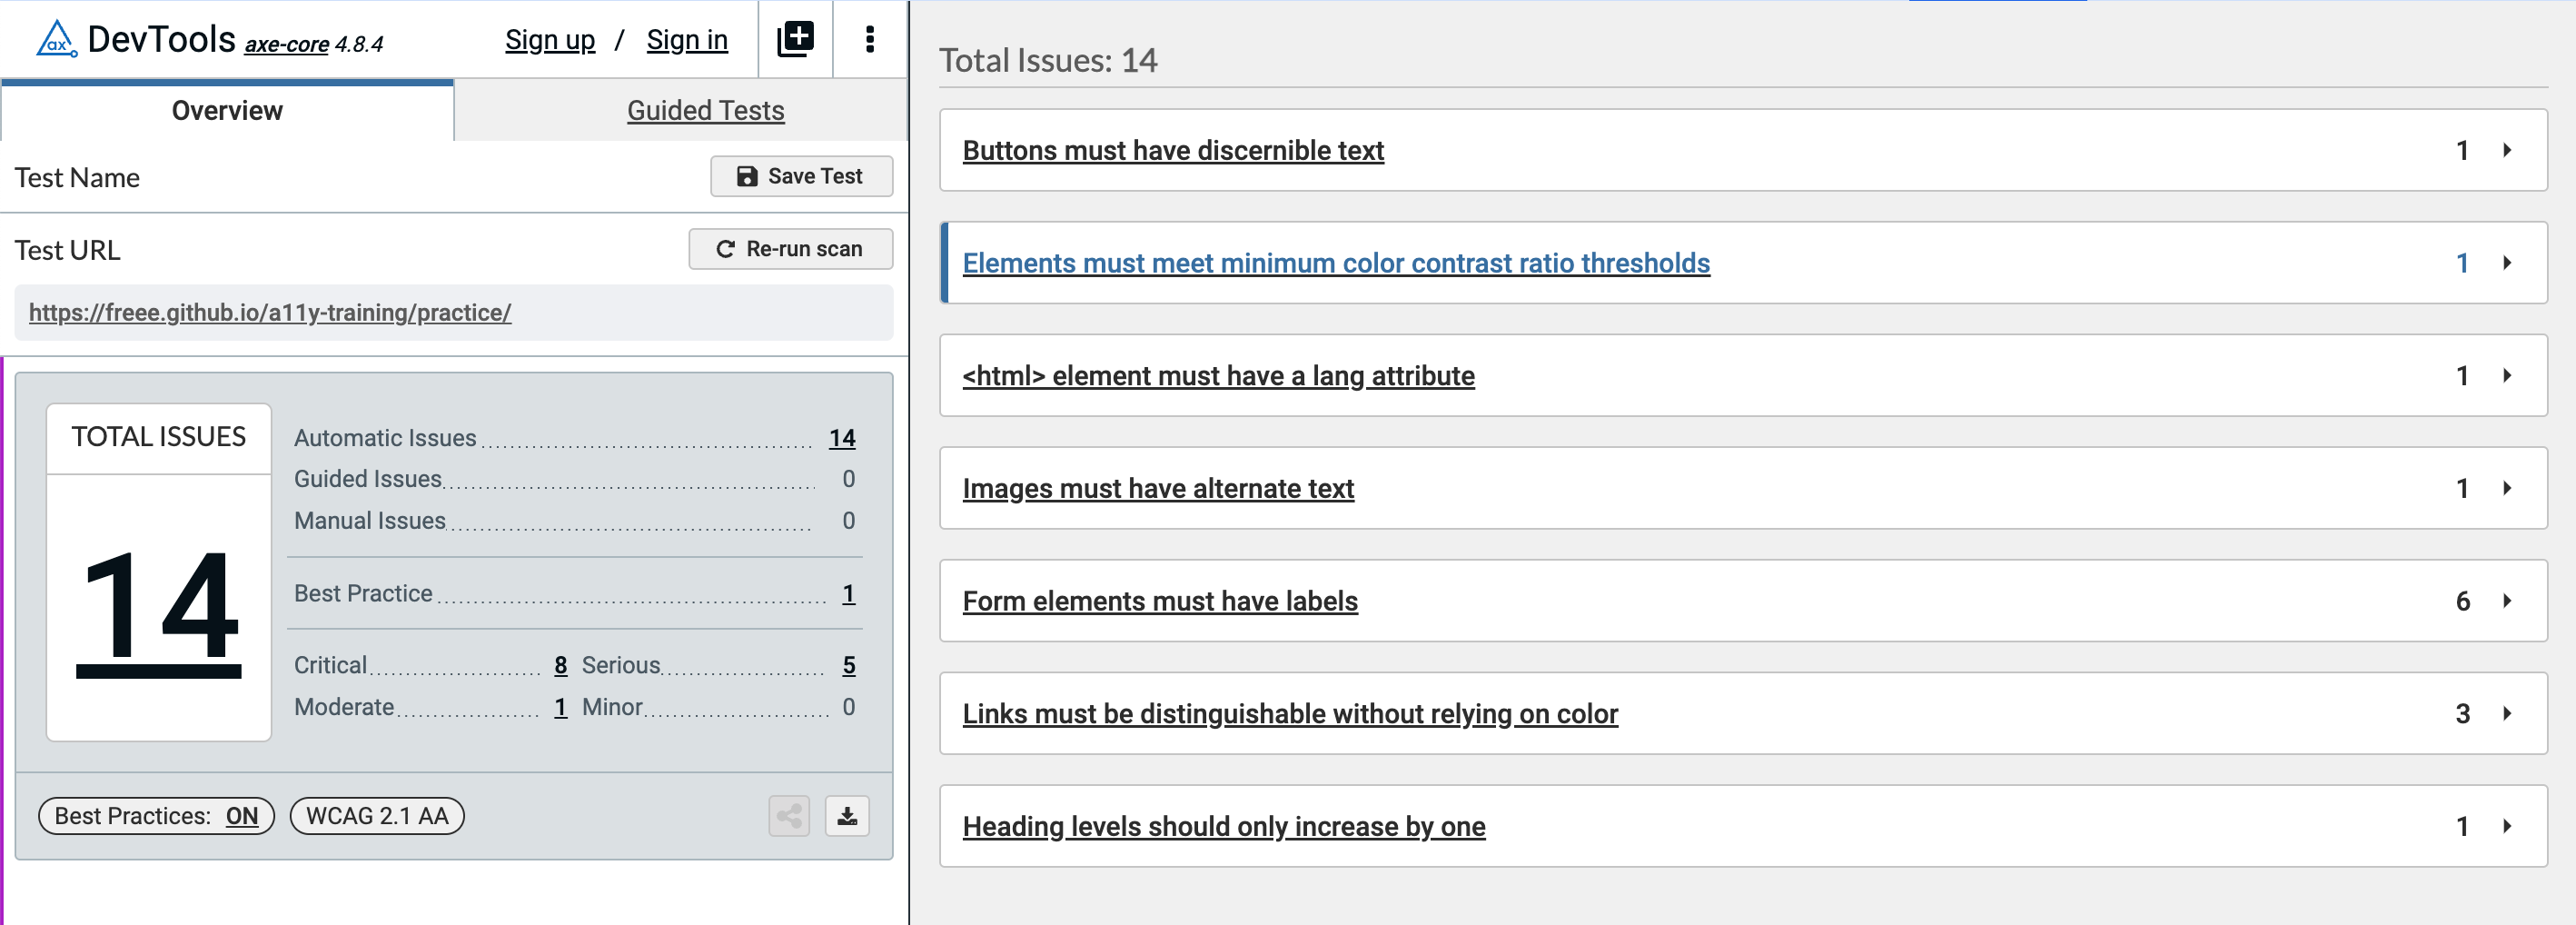 ax DevTools axe-core 4.8.4
Sign up / Sign in
Overview
Guided Tests
Test Name
Save Test
Test URL
Re-run scan
https://freee.github.io/a11y-training/practice/
TOTAL ISSUES
14
Automatic Issues 14
Guided Issues 0
Manual Issues 0
Best Practice 1
Critical 8 Serious 5
Moderate 1 Minor 0
Best Practices: ON
WCAG 2.1 AA
Total Issues: 14
Buttons must have discernible text 1
Elements must meet minimum color contrast ratio thresholds 1
<html> element must have a lang attribute 1
Images must have alternate text 1
Form elements must have labels 6
Links must be distinguishable without relying on color 3
Heading levels should only increase by one 1